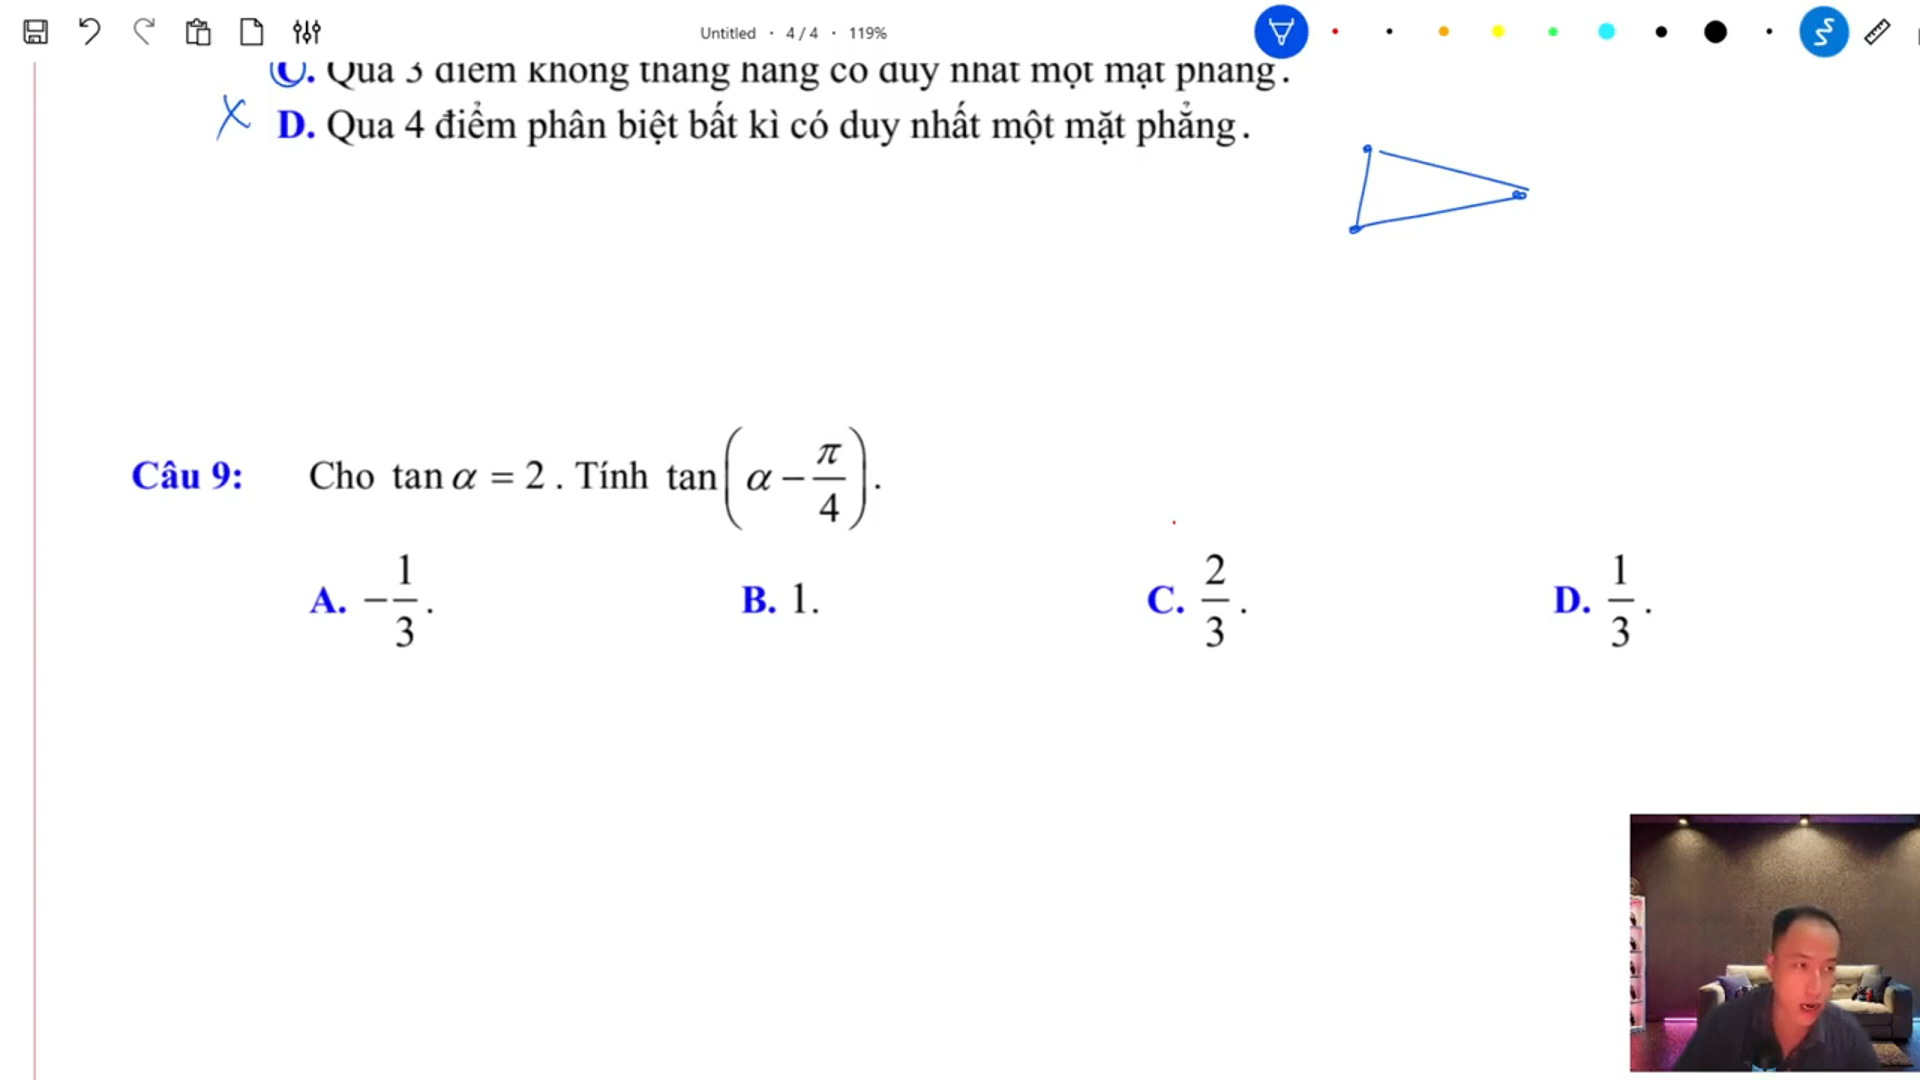 Untitled • 4 / 4 • 119%
C. Qua 3 điểm không thẳng hàng có duy nhất một mặt phẳng.
X D. Qua 4 điểm phân biệt bất kì có duy nhất một mặt phẳng.
Câu 9: Cho tan α = 2. Tính tan(α − π/4).
A. −1/3. B. 1. C. 2/3. D. 1/3.